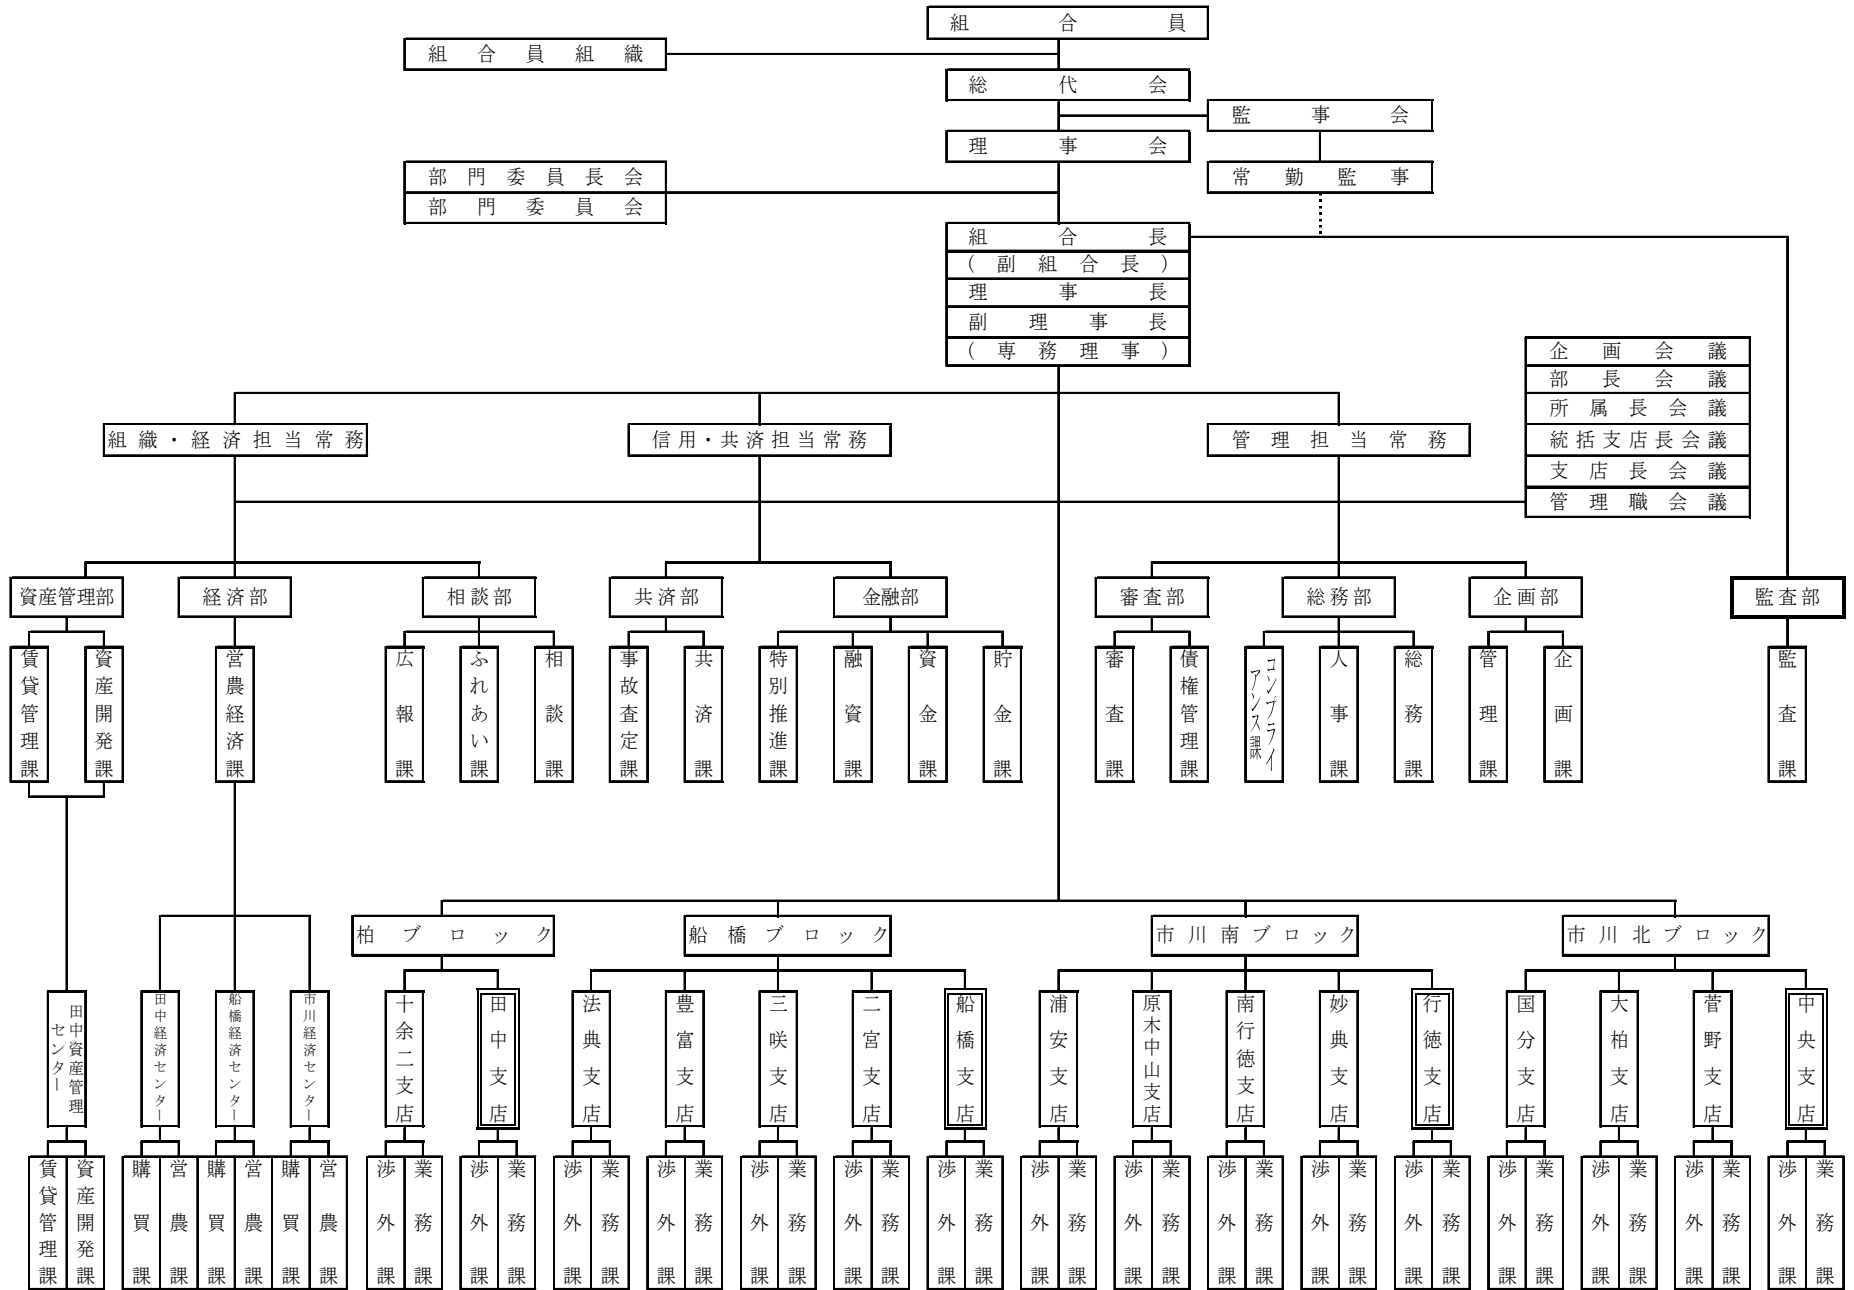 組合員
組合員組織
総代会
監事会
理事会
部門委員長会
常勤監事
部門委員会
組合長
(副組合長)
理事長
副理事長
(専務理事)
企画会議
部長会議
所属長会議
統括支店長会議
支店長会議
管理職会議
組織・経済担当常務
信用・共済担当常務
管理担当常務
資産管理部
経済部
相談部
共済部
金融部
審査部
総務部
企画部
監査部
賃貸管理課
資産開発課
営農経済課
広報課
ふれあい課
相談課
事故査定課
共済課
特別推進課
融資課
資金課
貯金課
審査課
債権管理課
コンプライ
アンス課
人事課
総務課
管理課
企画課
監査課
柏ブロック
船橋ブロック
市川南ブロック
市川北ブロック
田中資産管理
センター
田中経済センター
船橋経済センター
市川経済センター
十余二支店
田中支店
法典支店
豊富支店
三咲支店
二宮支店
船橋支店
浦安支店
原木中山支店
南行徳支店
妙典支店
行徳支店
国分支店
大柏支店
菅野支店
中央支店
賃貸管理課
資産開発課
購買課
営農課
購買課
営農課
購買課
営農課
渉外課
業務課
渉外課
業務課
渉外課
業務課
渉外課
業務課
渉外課
業務課
渉外課
業務課
渉外課
業務課
渉外課
業務課
渉外課
業務課
渉外課
業務課
渉外課
業務課
渉外課
業務課
渉外課
業務課
渉外課
業務課
渉外課
業務課
渉外課
業務課